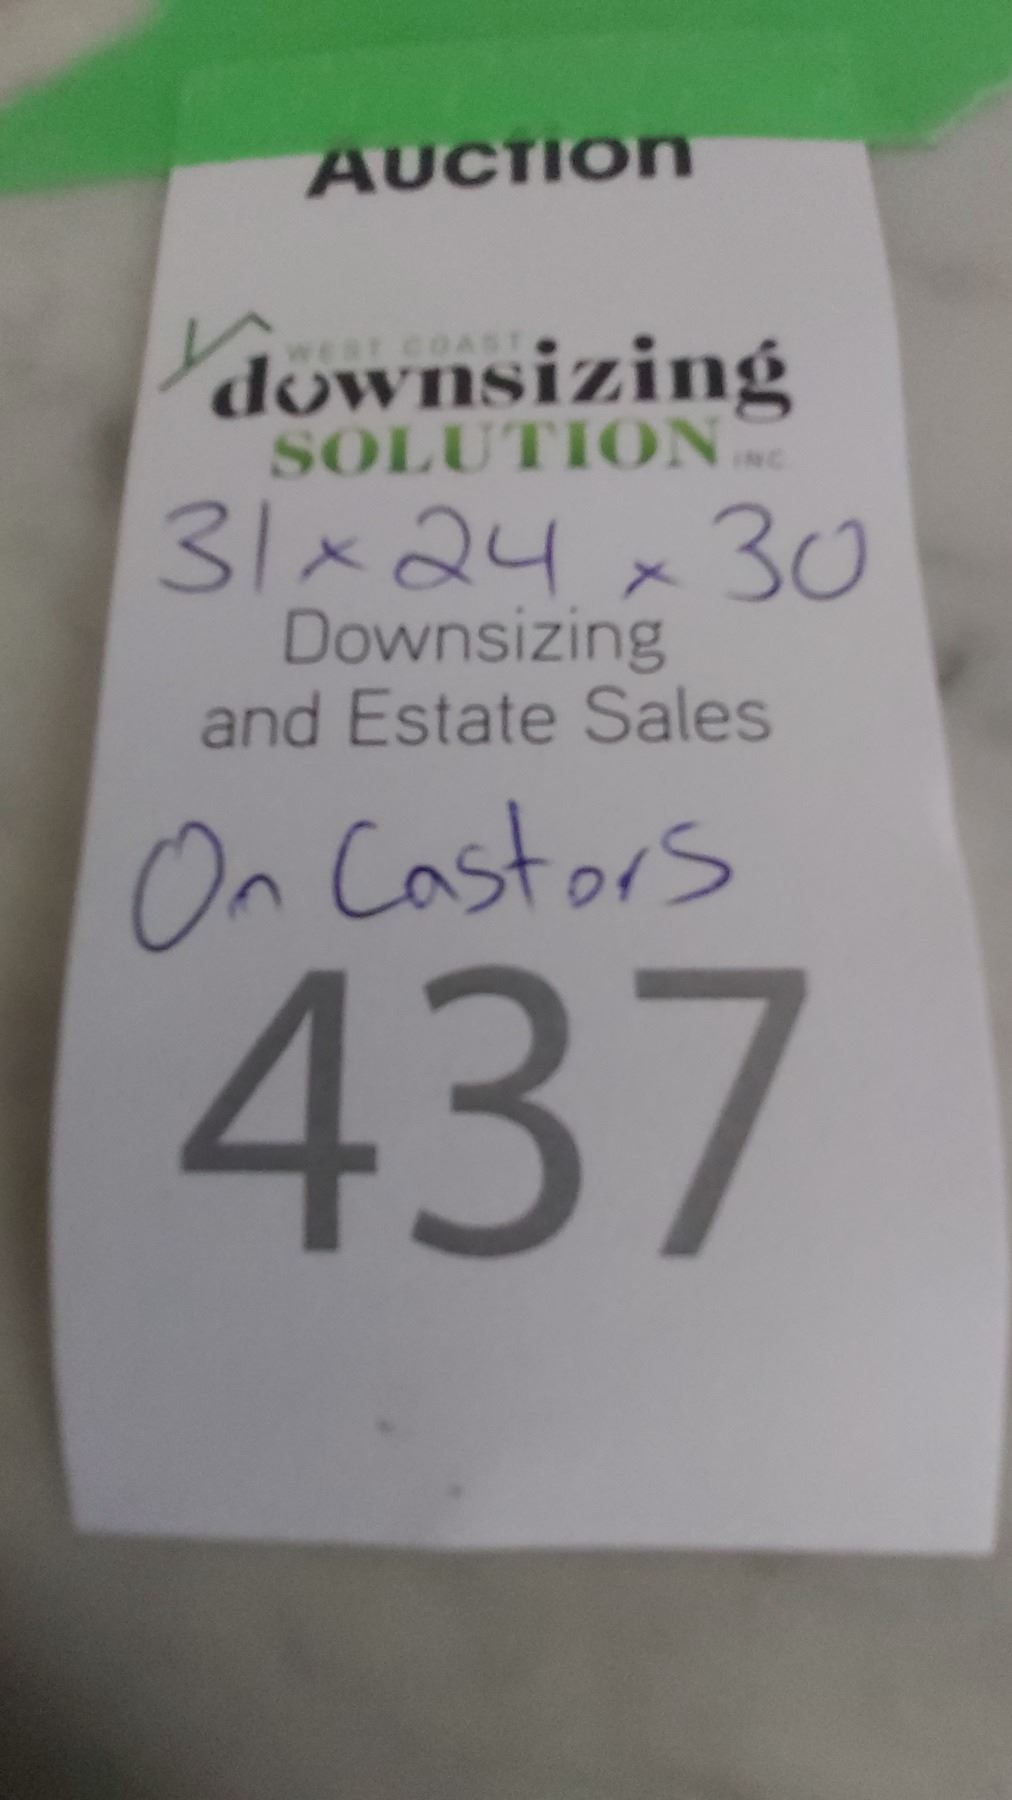 Auction
WEST COAST
downsizing
SOLUTION INC
31 x 24 x 30
Downsizing
and Estate Sales
On Castors
437